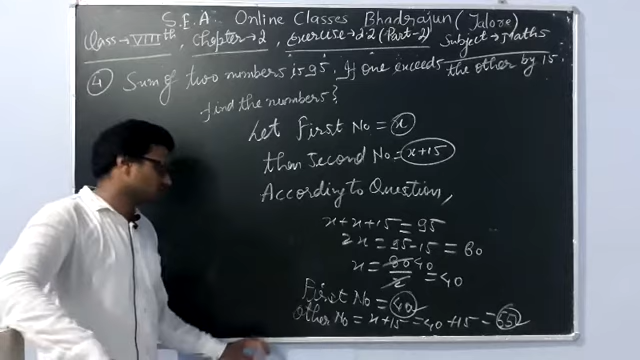 S.E.A. Online Classes Bhadrajun (Jalore)
Class → VIIIth, Chapter → 2, Exercise → 2.2 (Part-2) Subject → Maths
④ Sum of two numbers is 95. If one exceeds the other by 15.
find the numbers?
Let First No = x
then Second No = x+15
According to Question,
x + x + 15 = 95
2x = 95 - 15 = 80
x = 80 40 / 2 = 40
First No = 40
Other No = x + 15 = 40 + 15 = 55